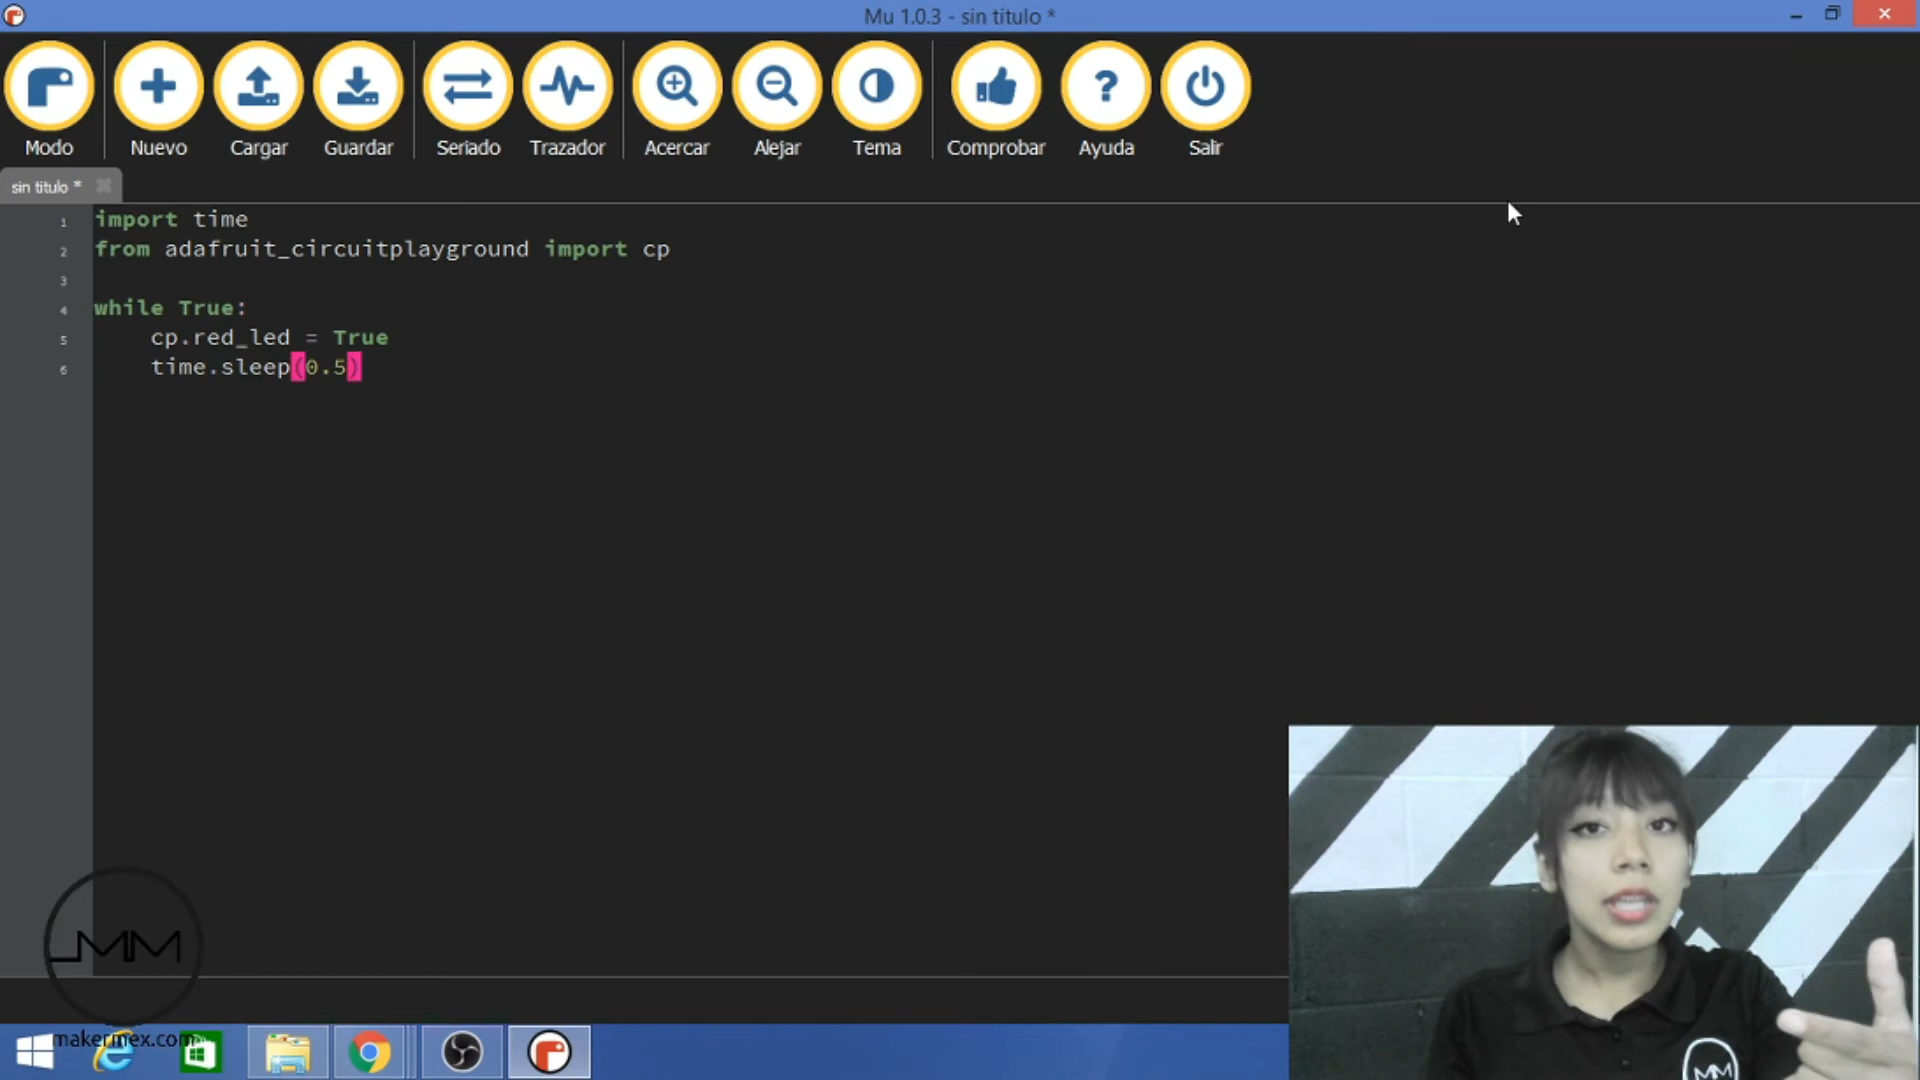 Mu 1.0.3 - sin titulo *
Modo
Nuevo
Cargar
Guardar
Seriado
Trazador
Acercar
Alejar
Tema
Comprobar
Ayuda
Salir
sin titulo *
1 import time
2 from adafruit_circuitplayground import cp
3
4 while True:
5 cp.red_led = True
6 time.sleep(0.5)
MM
makermex.com
MM